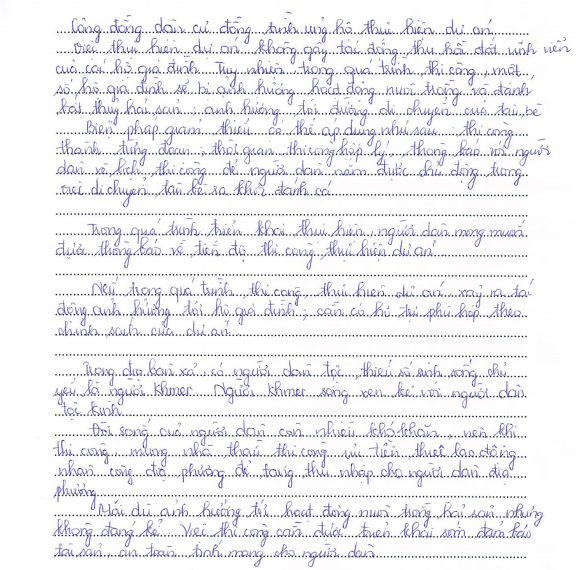 Cộng đồng dân cư đồng tình ủng hộ thực hiện dự án.
Việc thực hiện dự án không gây tác động thu hồi đất vĩnh viễn
của các hộ gia đình. Tuy nhiên trong quá trình thi công, một
số hộ gia đình sẽ bị ảnh hưởng hoạt động nuôi trồng và đánh
bắt thủy hải sản; ảnh hưởng tới đường di chuyển của tàu, bè
Biện pháp giảm thiểu có thể áp dụng như sau: thi công
thành từng đoạn; thời gian thi công hợp lý, thông báo với người
dân về lịch thi công để người dân nắm được chủ động trong
việc di chuyển, tàu bè ra khơi đánh cá.
Trong quá trình triển khai thực hiện, người dân mong muốn
được thông báo về tiến độ thi công, thực hiện dự án.
Nếu trong quá trình thi công, thực hiện dự án xảy ra tác
động ảnh hưởng tới hộ gia đình, cần có hỗ trợ phù hợp theo
chính sách của dự án.
Trong địa bàn xã, có người dân tộc thiểu số sinh sống chủ
yếu là người Khmer. Người Khmer sống xen kẽ với người dân
tộc kinh.
Đời sống của người dân còn nhiều khó khăn, nên khi
thi công mong nhà thầu thi công ưu tiên thuê lao động
nhân công địa phương để tăng thu nhập cho người dân địa
phương
Mặc dù ảnh hưởng tới hoạt động nuôi trồng hải sản nhưng
không đáng kể. Việc thi công cần được triển khai sớm đảm bảo
tài sản, an toàn tính mạng cho người dân.